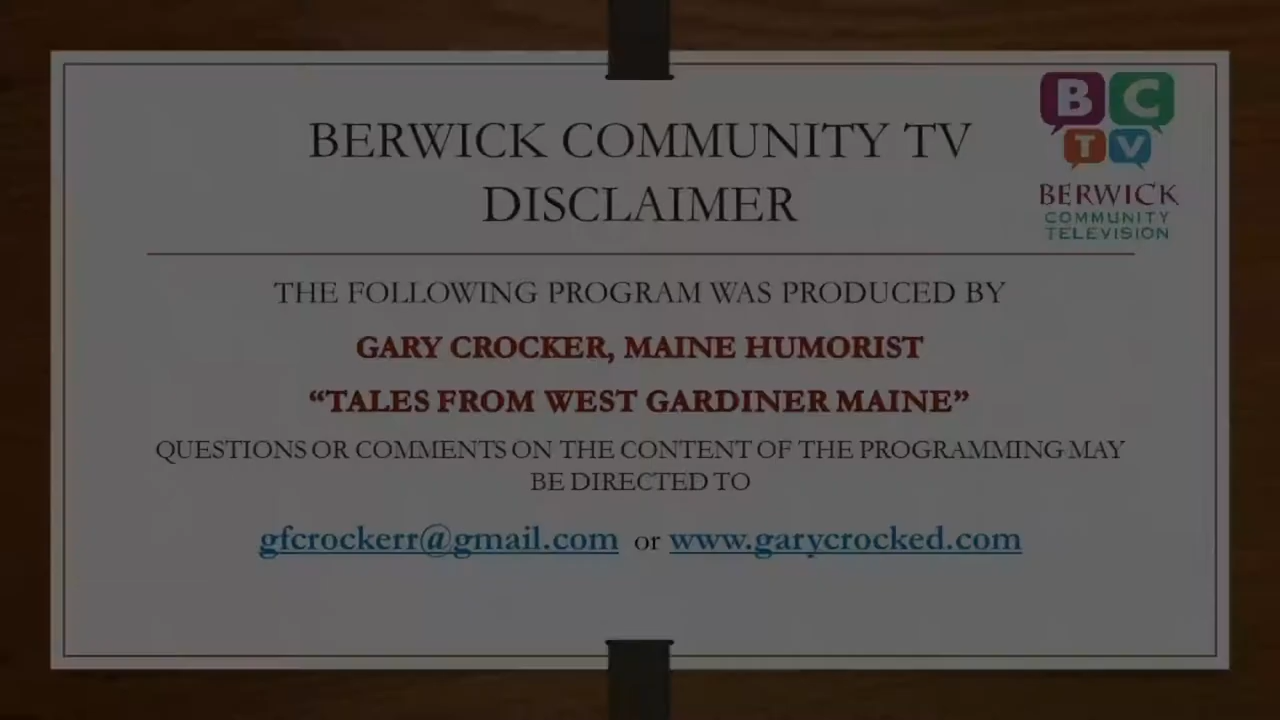 BERWICK COMMUNITY TV
DISCLAIMER
B C
T V
BERWICK
COMMUNITY
TELEVISION
THE FOLLOWING PROGRAM WAS PRODUCED BY
GARY CROCKER, MAINE HUMORIST
“TALES FROM WEST GARDINER MAINE”
QUESTIONS OR COMMENTS ON THE CONTENT OF THE PROGRAMMING MAY
BE DIRECTED TO
gfcrockerr@gmail.com or www.garycrocked.com